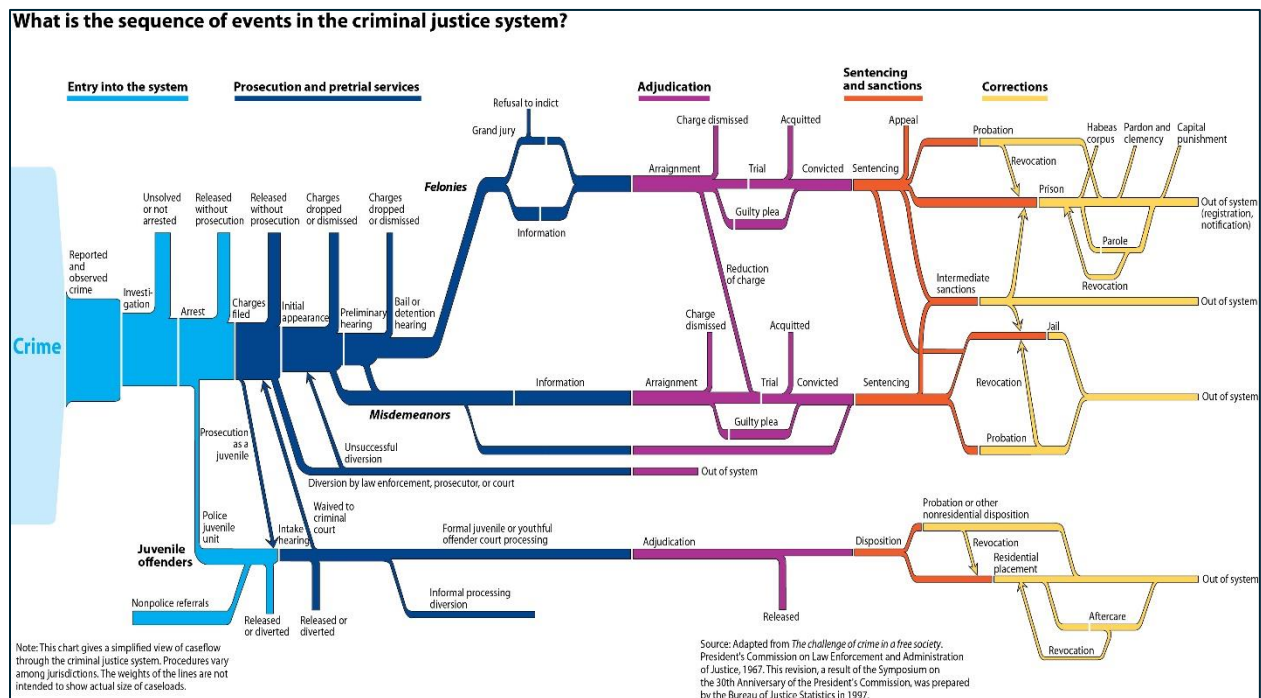 What is the sequence of events in the criminal justice system?
Entry into the system
Prosecution and pretrial services
Adjudication
Sentencing
and sanctions
Corrections
Crime
Reported
and
observed
crime
Investi-
gation
Unsolved
or not
arrested
Arrest
Released
without
prosecution
Charges
filed
Released
without
prosecution
Initial
appearance
Charges
dropped
or dismissed
Preliminary
hearing
Charges
dropped
or dismissed
Bail or
detention
hearing
Felonies
Grand jury
Refusal to indict
Information
Arraignment
Charge dismissed
Trial
Acquitted
Convicted
Guilty plea
Reduction
of charge
Sentencing
Appeal
Probation
Revocation
Prison
Habeas
corpus
Pardon and
clemency
Capital
punishment
Out of system
(registration,
notification)
Parole
Revocation
Intermediate
sanctions
Out of system
Misdemeanors
Information
Arraignment
Charge
dismissed
Trial
Acquitted
Convicted
Guilty plea
Sentencing
Jail
Revocation
Probation
Out of system
Unsuccessful
diversion
Diversion by law enforcement, prosecutor, or court
Out of system
Prosecution
as a
juvenile
Waived to
criminal
court
Police
juvenile
unit
Juvenile
offenders
Intake
hearing
Formal juvenile or youthful
offender court processing
Adjudication
Disposition
Probation or other
nonresidential disposition
Revocation
Residential
placement
Out of system
Aftercare
Revocation
Nonpolice referrals
Released
or diverted
Released or
diverted
Informal processing
diversion
Released
Note: This chart gives a simplified view of caseflow
through the criminal justice system. Procedures vary
among jurisdictions. The weights of the lines are not
intended to show actual size of caseloads.
Source: Adapted from The challenge of crime in a free society.
President's Commission on Law Enforcement and Administration
of Justice, 1967. This revision, a result of the Symposium on
the 30th Anniversary of the President's Commission, was prepared
by the Bureau of Justice Statistics in 1997.